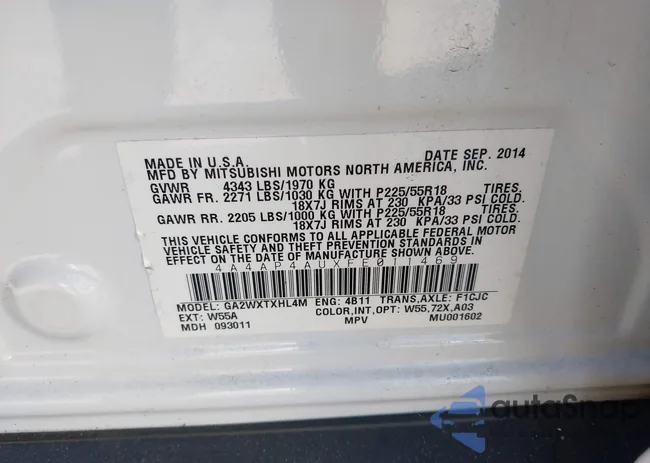 MADE IN U.S.A. DATE SEP. 2014
MFD BY MITSUBISHI MOTORS NORTH AMERICA, INC.
GVWR 4343 LBS/1970 KG
GAWR FR. 2271 LBS/1030 KG WITH P225/55R18 TIRES,
18X7J RIMS AT 230 KPA/33 PSI COLD.
GAWR RR. 2205 LBS/1000 KG WITH P225/55R18 TIRES,
18X7J RIMS AT 230 KPA/33 PSI COLD.
THIS VEHICLE CONFORMS TO ALL APPLICABLE FEDERAL MOTOR
VEHICLE SAFETY AND THEFT PREVENTION STANDARDS IN
EFFECT ON THE DATE OF MANUFACTURE SHOWN ABOVE.
4A4AP4AUXFE011469
MODEL: GA2WXTXHL4M ENG: 4B11 TRANS,AXLE: F1CJC
EXT: W55A COLOR,INT,OPT: W55,72X,A03
MDH 093011 MPV MU001602
autoSnap